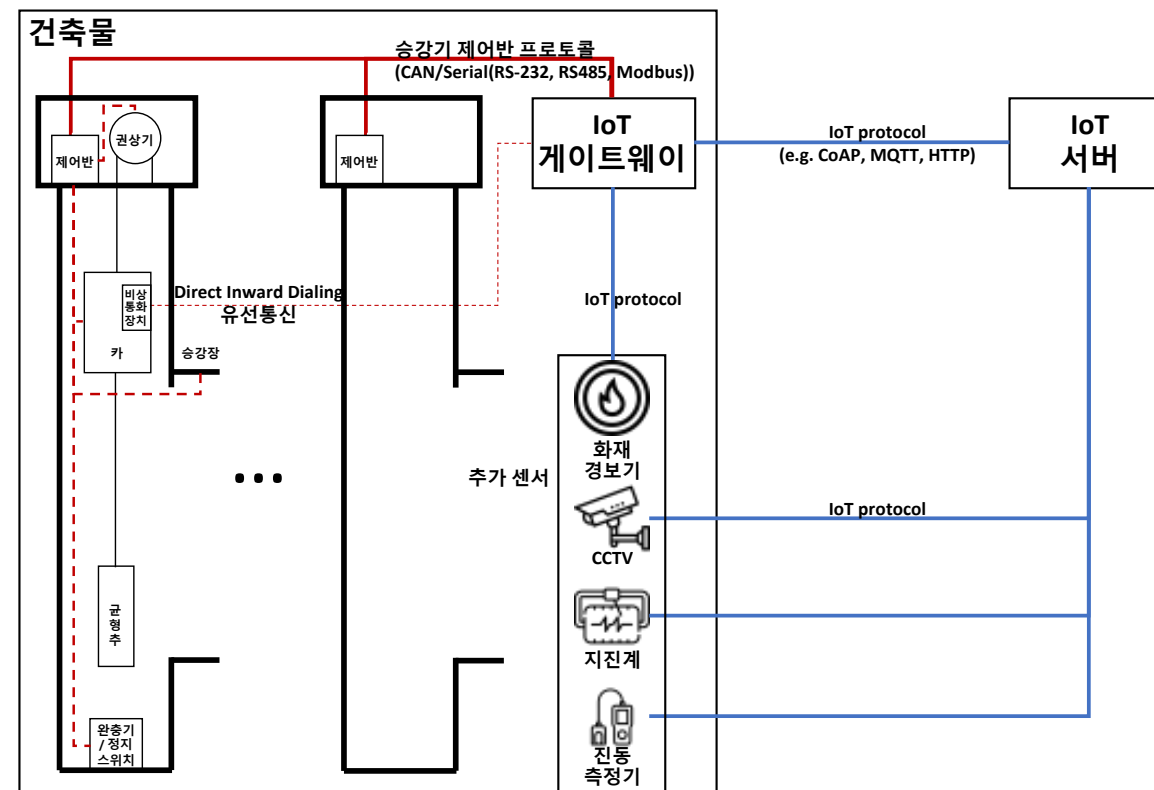 건축물
승강기 제어반 프로토콜
(CAN/Serial(RS-232, RS485, Modbus))
제어반
권상기
제어반
IoT
게이트웨이
IoT protocol
(e.g. CoAP, MQTT, HTTP)
IoT
서버
비상
통화
장치
카
Direct Inward Dialing
유선통신
승강장
IoT protocol
화재
경보기
추가 센서
CCTV
IoT protocol
균
형
추
지진계
완충기
/ 정지
스위치
진동
측정기